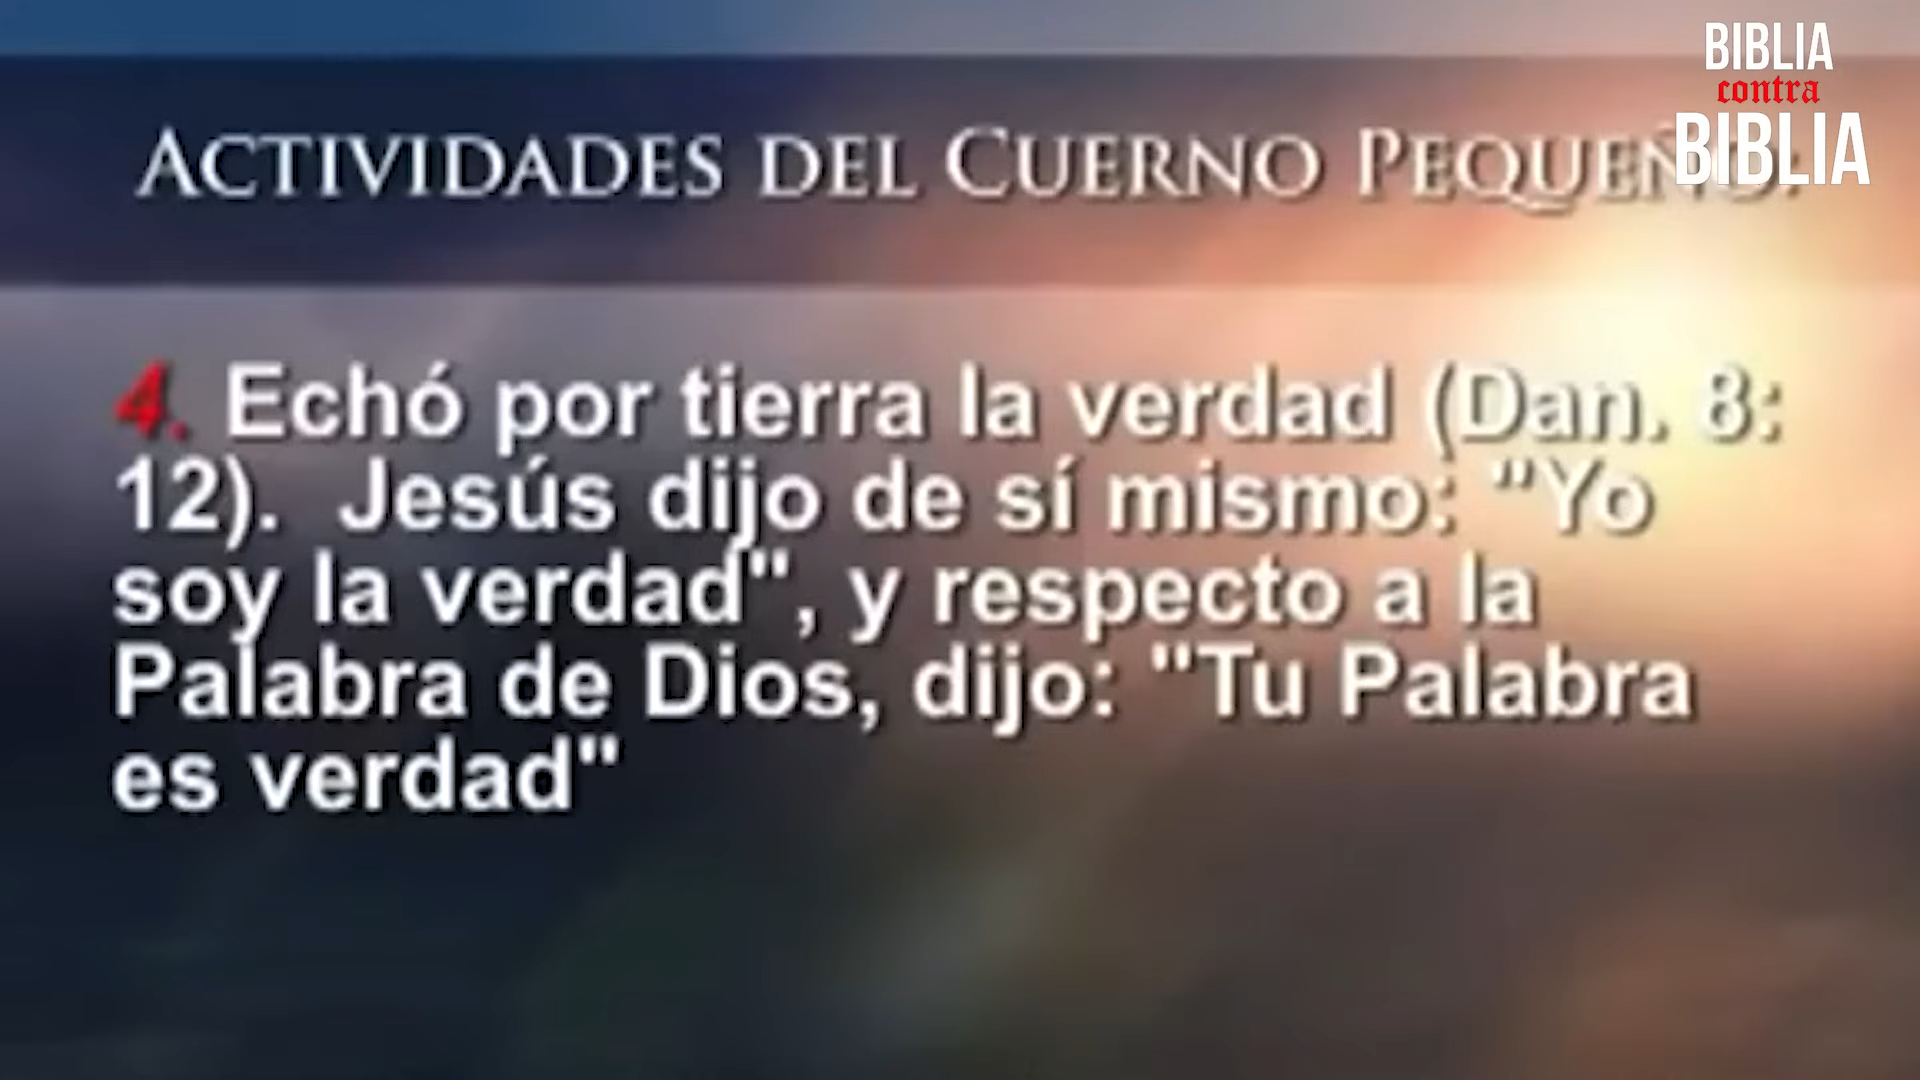 BIBLIA
contra
BIBLIA
ACTIVIDADES DEL CUERNO
4. Echó por tierra la verdad (Dan. 8:
12). Jesús dijo de sí mismo: "Yo
soy la verdad", y respecto a la
Palabra de Dios, dijo: "Tu Palabra
es verdad"